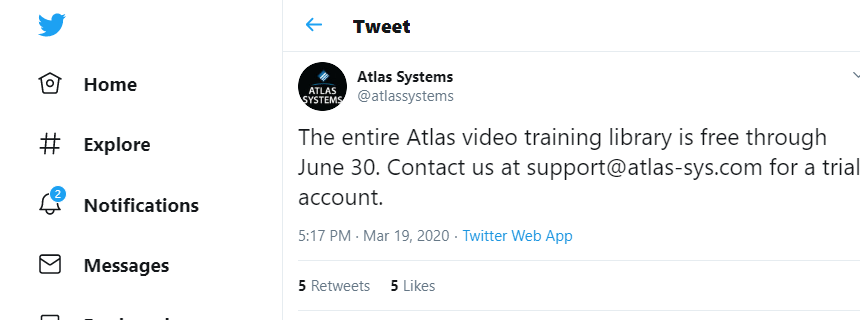 Tweet
Home
Explore
2
Notifications
Messages
ATLAS
SYSTEMS
Atlas Systems
@atlassystems
The entire Atlas video training library is free through
June 30. Contact us at support@atlas-sys.com for a trial
account.
5:17 PM · Mar 19, 2020 · Twitter Web App
5 Retweets 5 Likes